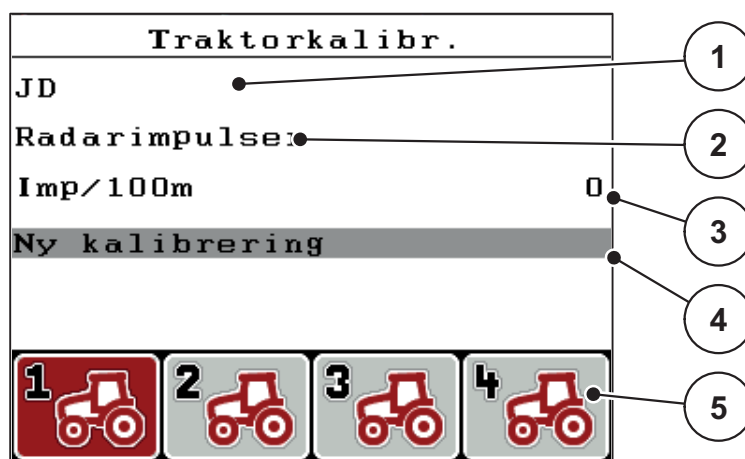 Traktorkalibr.
1
JD
Radarimpulser
2
Imp/100m 0
3
Ny kalibrering
4
1 2 3 4
5